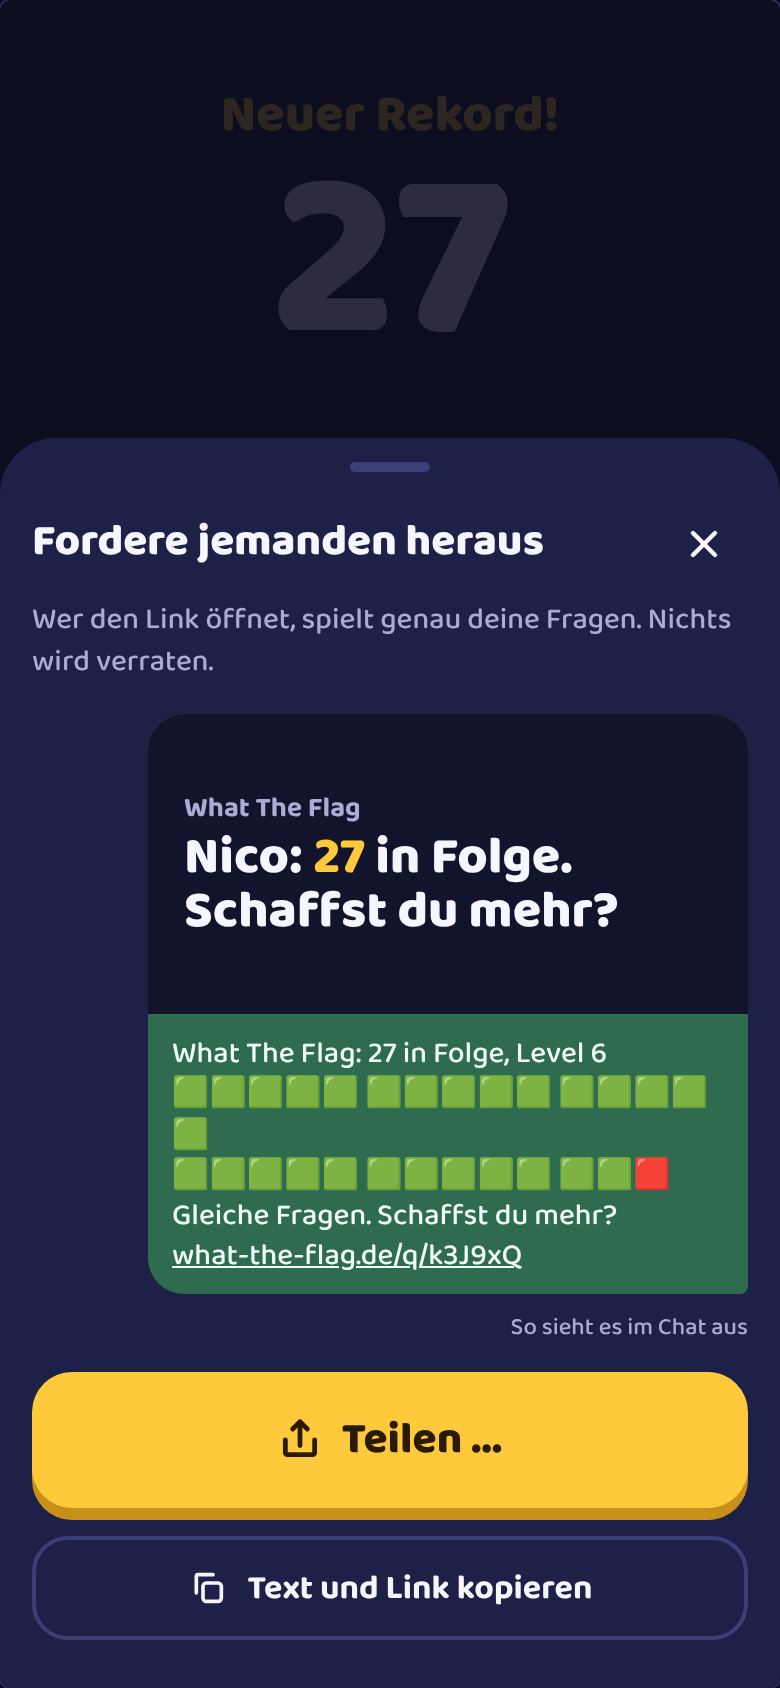 Neuer Rekord!
27
Fordere jemanden heraus
Wer den Link öffnet, spielt genau deine Fragen. Nichts
wird verraten.
What The Flag
Nico: 27 in Folge.
Schaffst du mehr?
What The Flag: 27 in Folge, Level 6
🟩🟩🟩🟩🟩 🟩🟩🟩🟩🟩 🟩🟩🟩🟩
🟩
🟩🟩🟩🟩🟩 🟩🟩🟩🟩🟩 🟩🟩🟥
Gleiche Fragen. Schaffst du mehr?
what-the-flag.de/q/k3J9xQ
So sieht es im Chat aus
Teilen ...
Text und Link kopieren